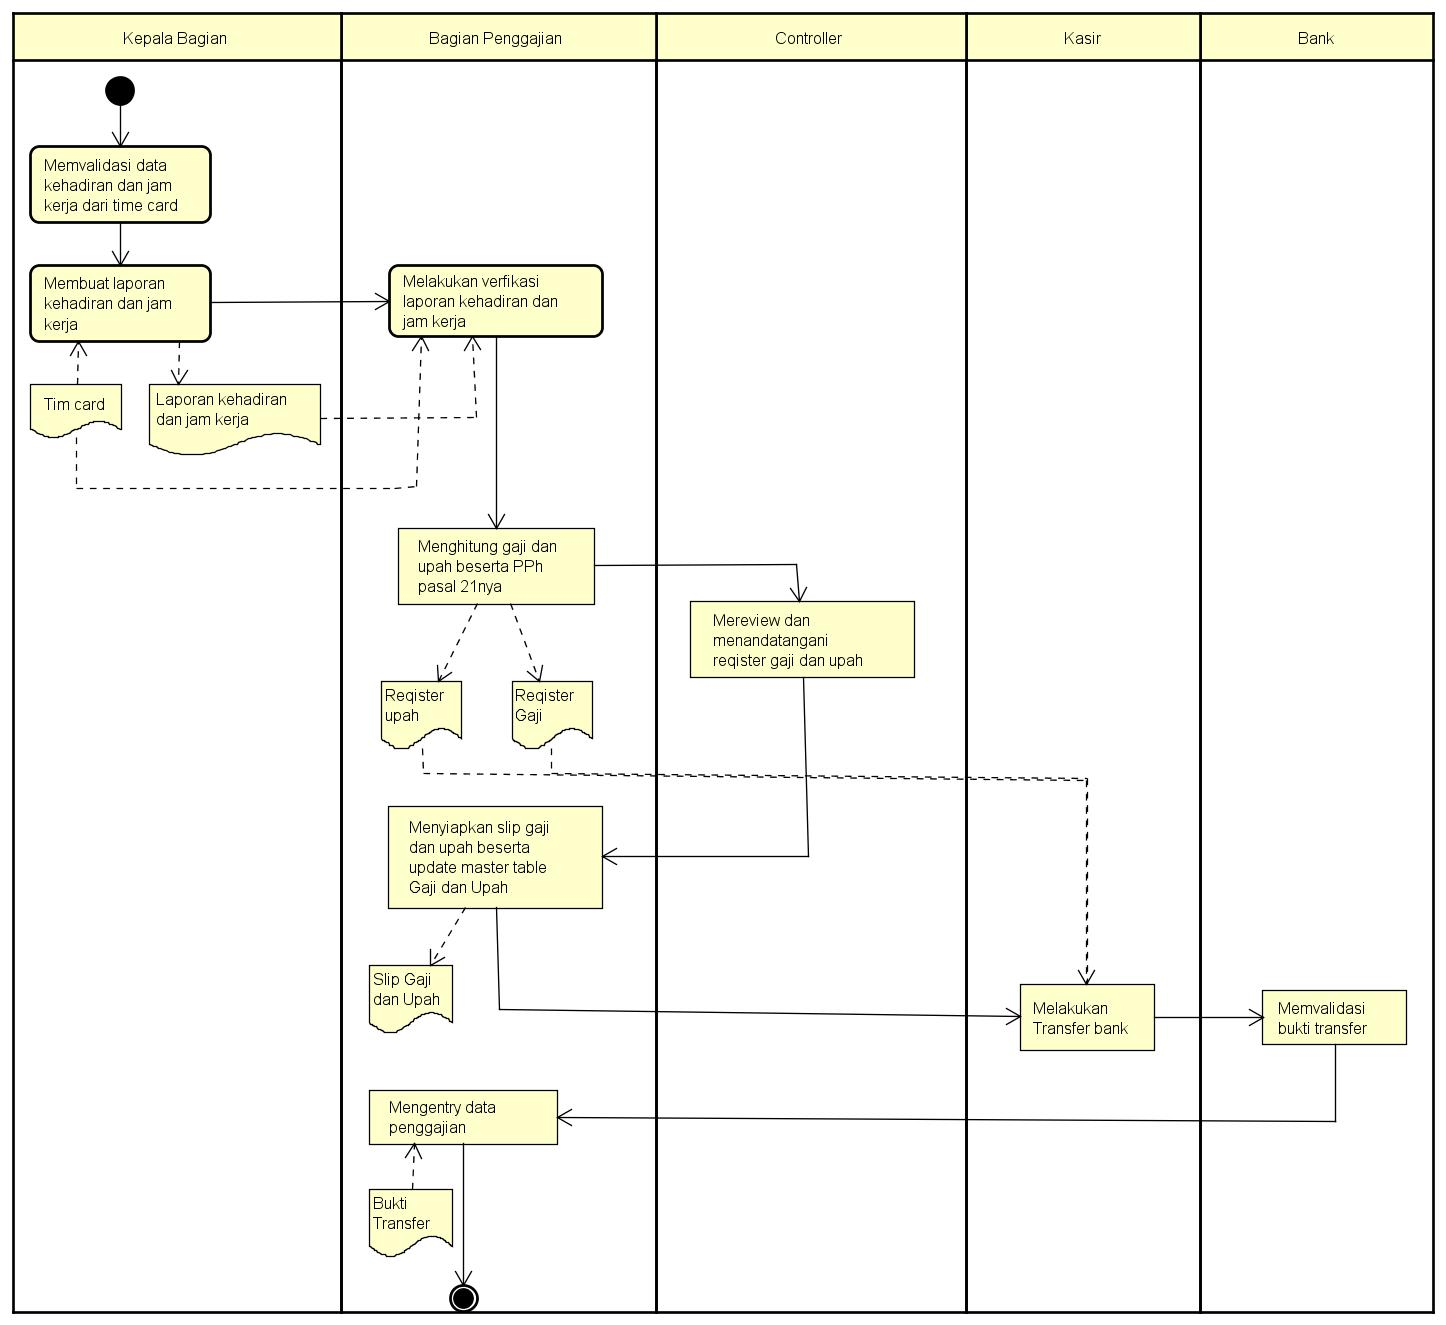 Kepala Bagian
Bagian Penggajian
Controller
Kasir
Bank
Memvalidasi data
kehadiran dan jam
kerja dari time card
Membuat laporan
kehadiran dan jam
kerja
Melakukan verfikasi
laporan kehadiran dan
jam kerja
Tim card
Laporan kehadiran
dan jam kerja
Menghitung gaji dan
upah beserta PPh
pasal 21nya
Mereview dan
menandatangani
reqister gaji dan upah
Reqister
upah
Reqister
Gaji
Menyiapkan slip gaji
dan upah beserta
update master table
Gaji dan Upah
Slip Gaji
dan Upah
Melakukan
Transfer bank
Memvalidasi
bukti transfer
Mengentry data
penggajian
Bukti
Transfer